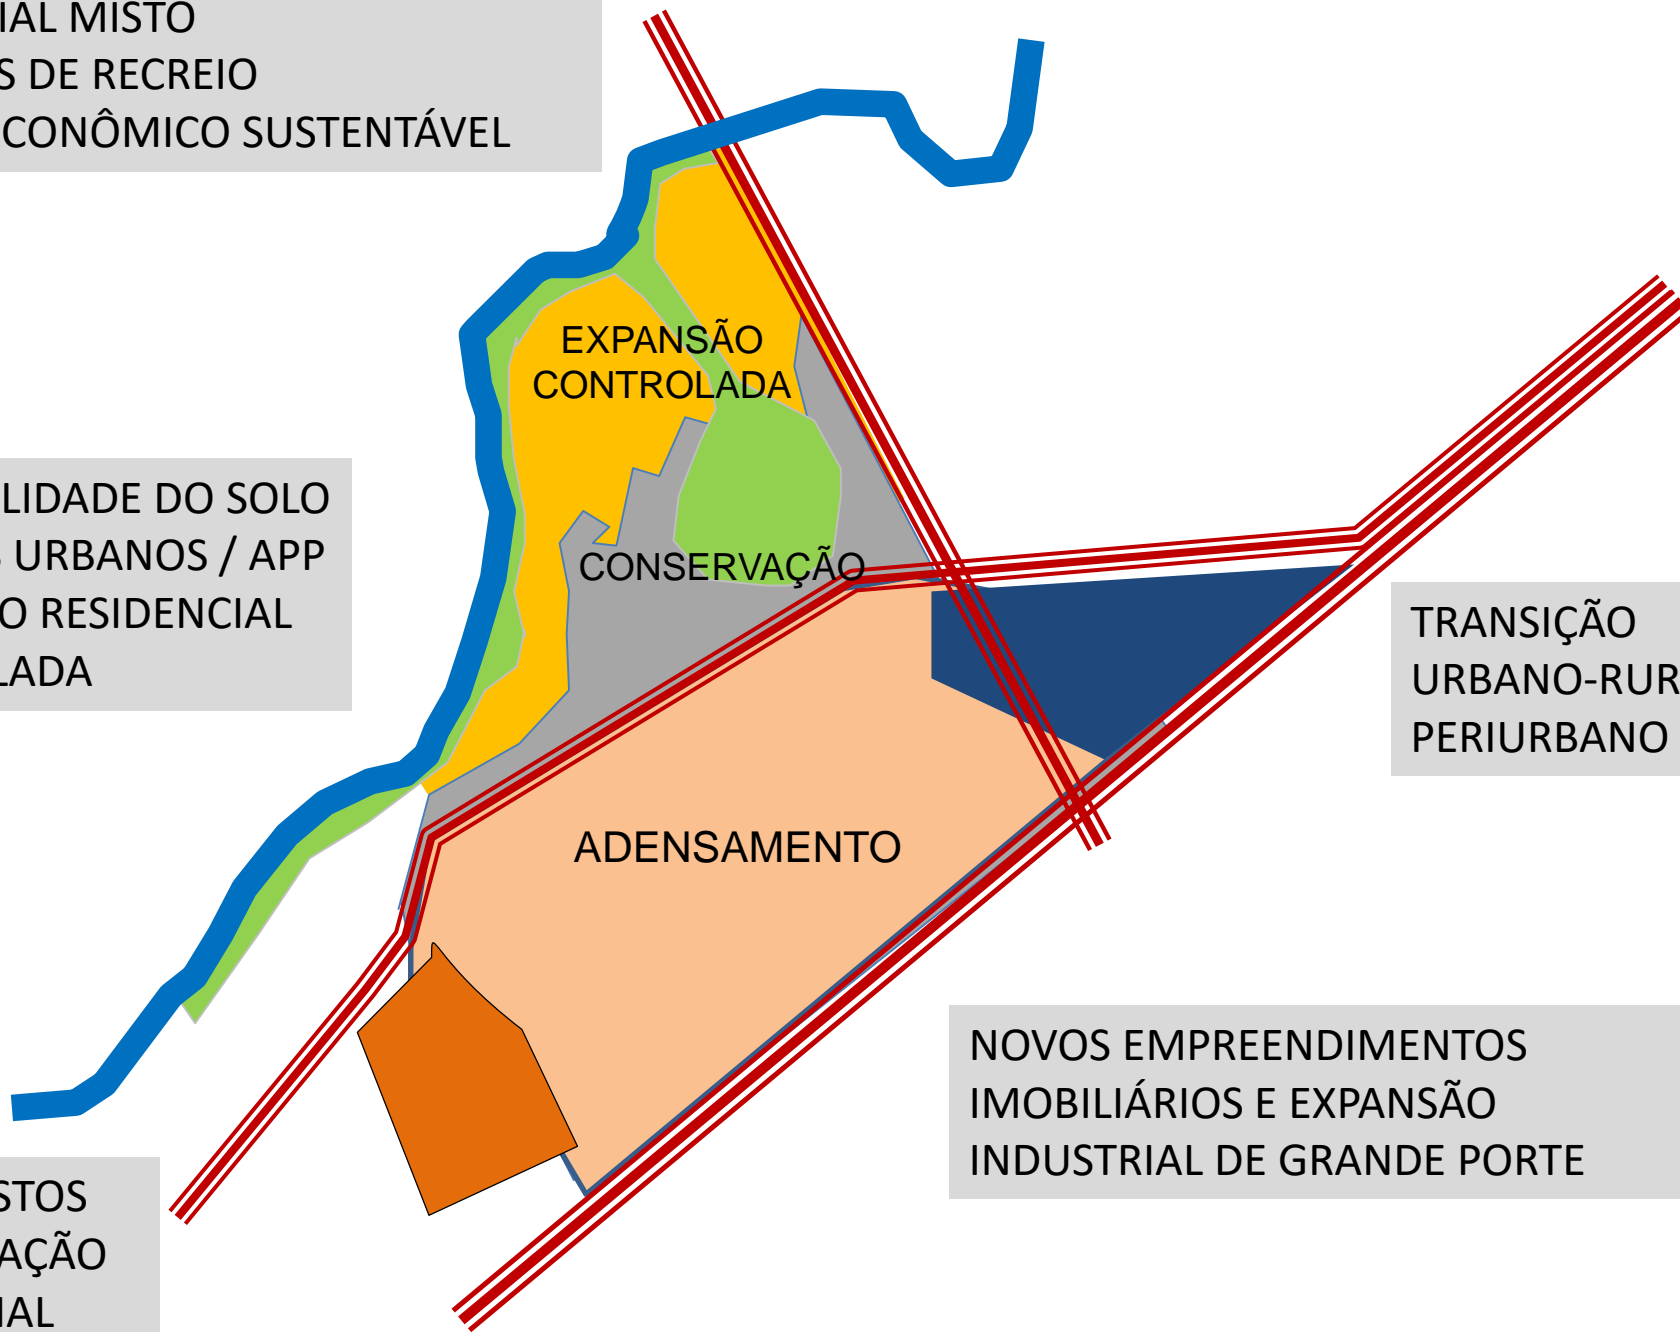 IAL MISTO
S DE RECREIO
CONÔMICO SUSTENTÁVEL
EXPANSÃO
CONTROLADA
LIDADE DO SOLO
S URBANOS / APP
O RESIDENCIAL
LADA
CONSERVAÇÃO
TRANSIÇÃO
URBANO-RUR
PERIURBANO
ADENSAMENTO
NOVOS EMPREENDIMENTOS
IMOBILIÁRIOS E EXPANSÃO
INDUSTRIAL DE GRANDE PORTE
STOS
AÇÃO
IAL